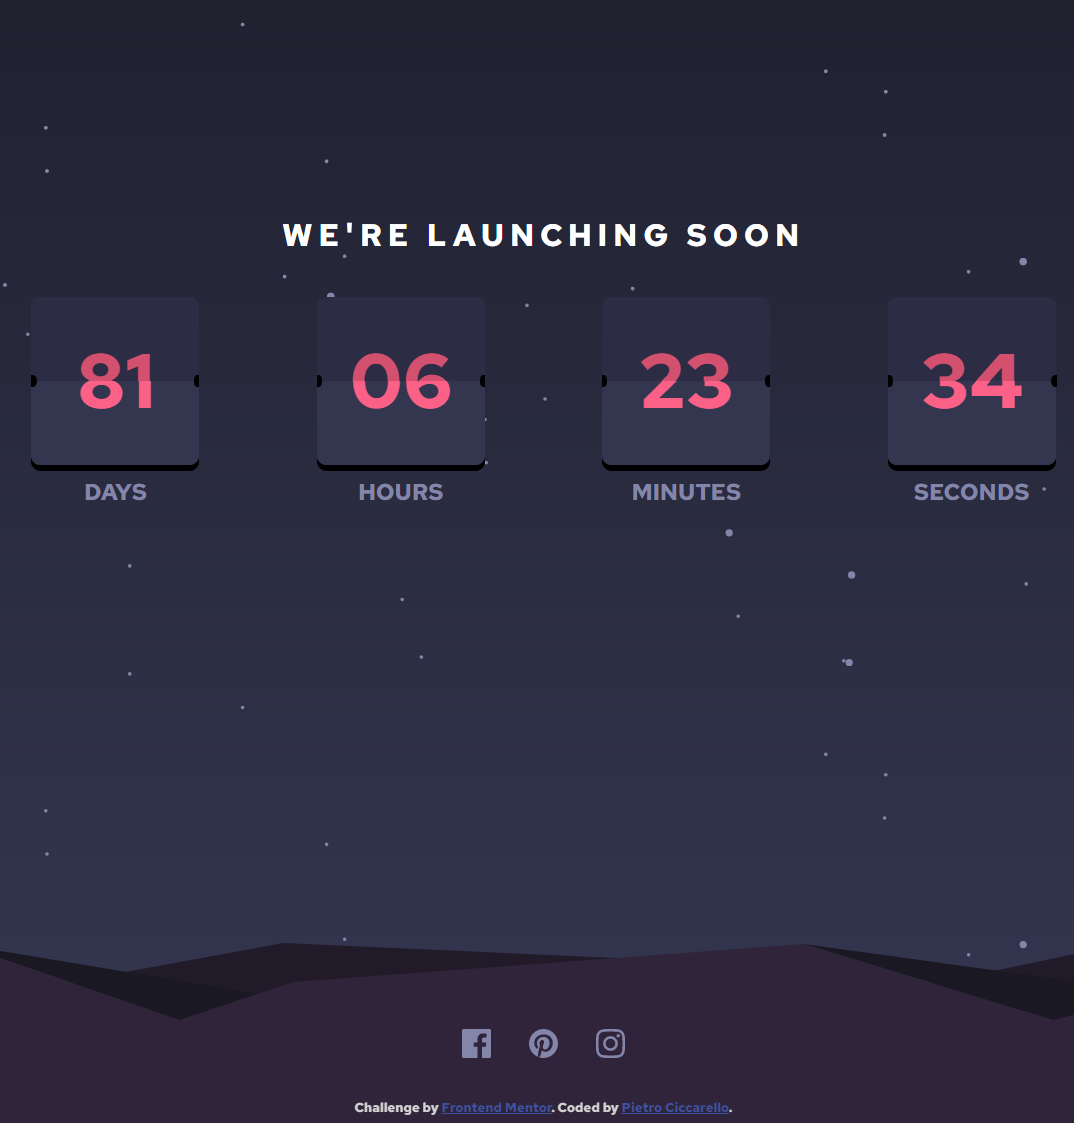 WE'RE LAUNCHING SOON
81 06 23 34
DAYS HOURS MINUTES SECONDS
Challenge by Frontend Mentor. Coded by Pietro Ciccarello.